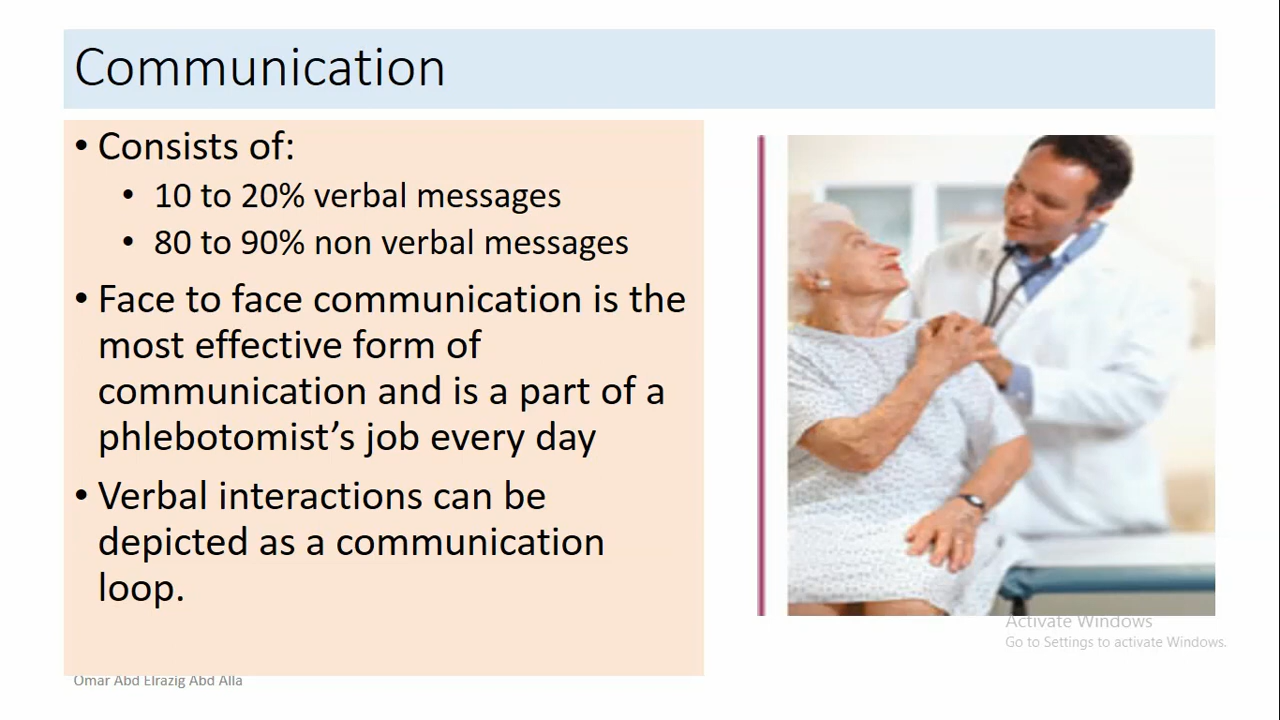 Communication
• Consists of:
• 10 to 20% verbal messages
• 80 to 90% non verbal messages
• Face to face communication is the
most effective form of
communication and is a part of a
phlebotomist’s job every day
• Verbal interactions can be
depicted as a communication
loop.
Activate Windows
Go to Settings to activate Windows.
Omar Abd Elrazig Abd Alla